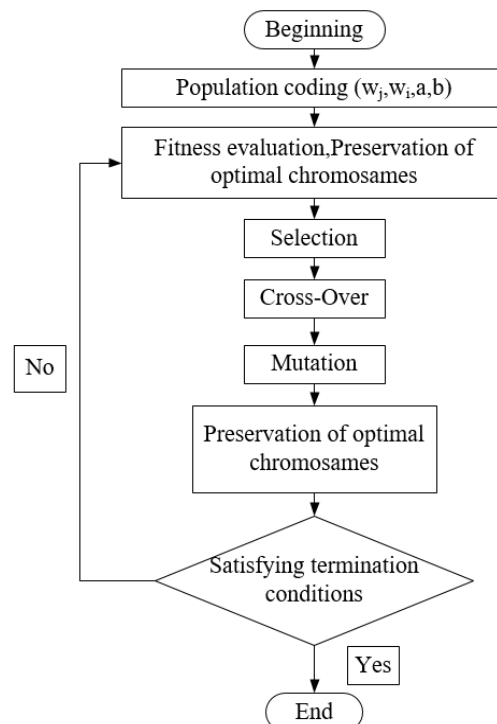 Beginning
Population coding (wj,wi,a,b)
Fitness evaluation,Preservation of
optimal chromosames
Selection
Cross-Over
Mutation
No
Preservation of optimal
chromosames
Satisfying termination
conditions
Yes
End